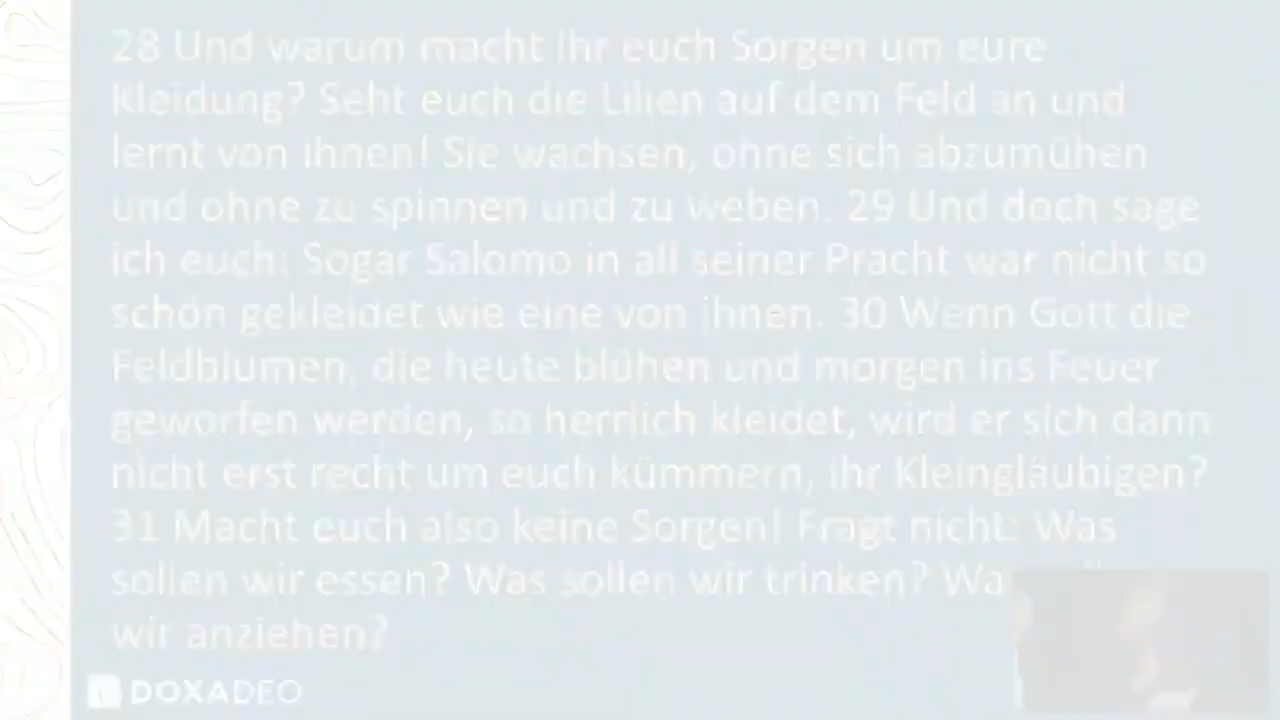 28 Und warum macht ihr euch Sorgen um eure
Kleidung? Seht euch die Lilien auf dem Feld an und
lernt von ihnen! Sie wachsen, ohne sich abzumühen
und ohne zu spinnen und zu weben. 29 Und doch sage
ich euch: Sogar Salomo in all seiner Pracht war nicht so
schön gekleidet wie eine von ihnen. 30 Wenn Gott die
Feldblumen, die heute blühen und morgen ins Feuer
geworfen werden, so herrlich kleidet, wird er sich dann
nicht erst recht um euch kümmern, ihr Kleingläubigen?
31 Macht euch also keine Sorgen! Fragt nicht: Was
sollen wir essen? Was sollen wir trinken?
wir anziehen?
DOXADEO